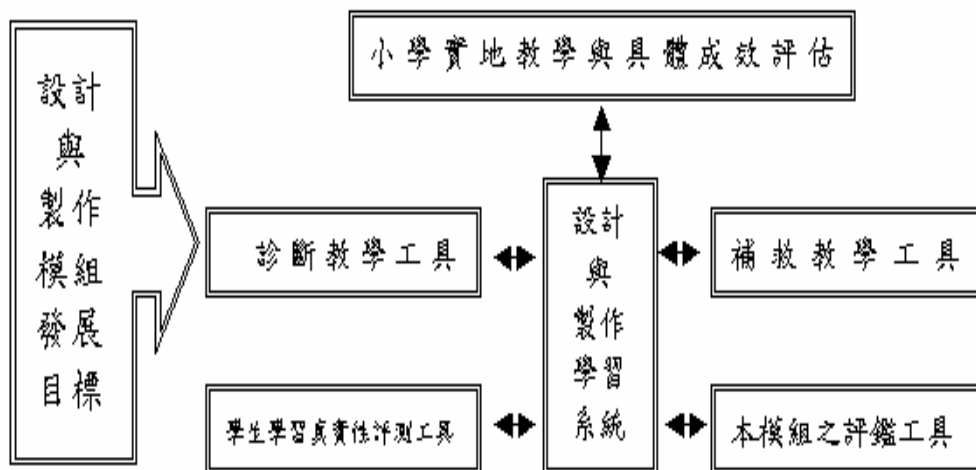 小學實地教學與具體成效評估
設計
與
製作
模組
發展
目標
診斷教學工具
設計
與
製作
學習
系統
補救教學工具
學生學習真實性評測工具
本模組之評鑑工具